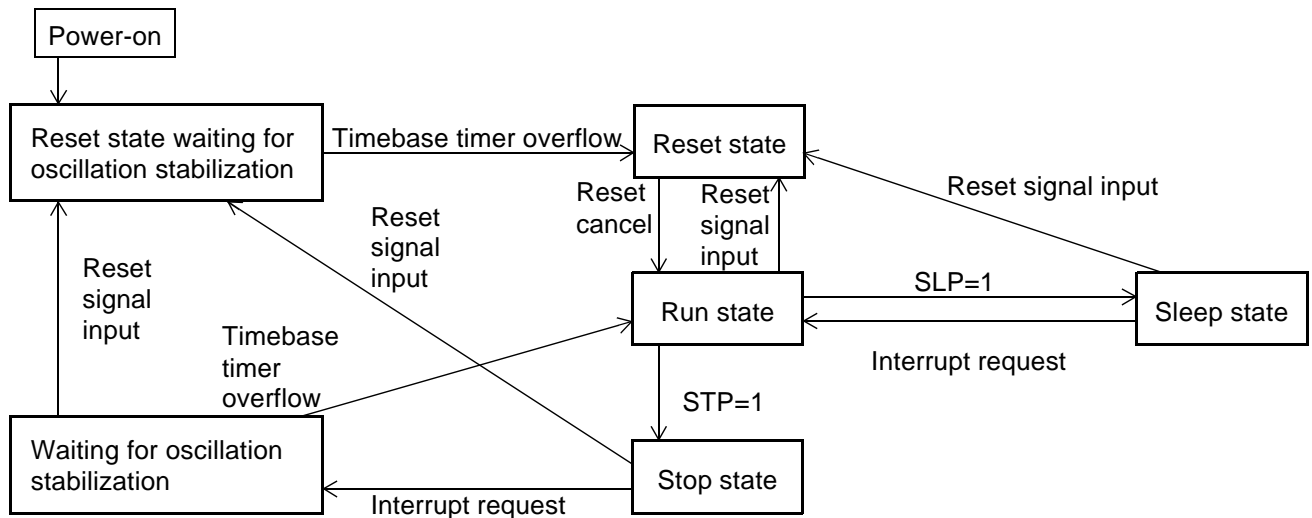 Power-on
Reset state waiting for
oscillation stabilization
Timebase timer overflow
Reset state
Reset signal input
Reset
cancel
Reset
signal
input
Reset
signal
input
Reset
signal
input
Run state
SLP=1
Sleep state
Interrupt request
Timebase
timer
overflow
STP=1
Waiting for oscillation
stabilization
Stop state
Interrupt request